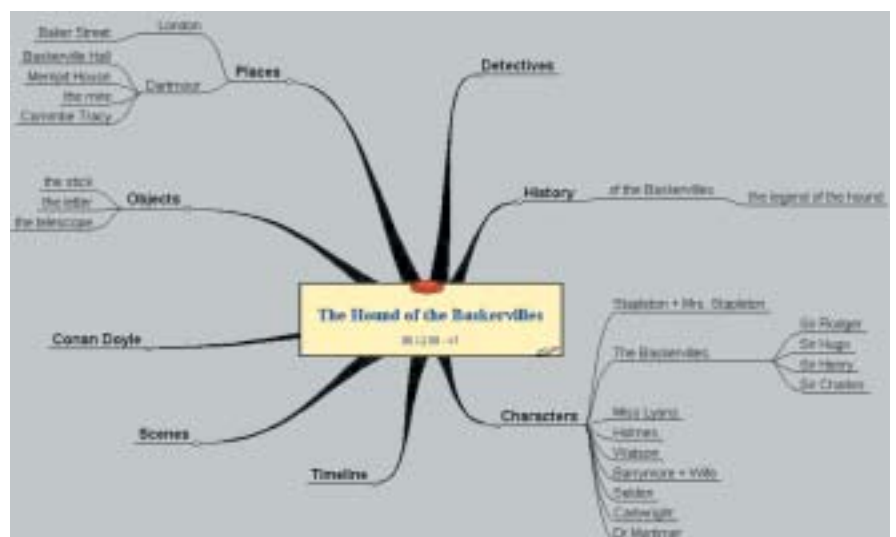 London
Baker Street
Places
Baskerville Hall
Merripit House
Dartmour
the mire
Detectives
the stick
Objects
the letter
the telescope
History
of the Baskervilles
the legend of the hound
The Hound of the Baskervilles
Conan Doyle
Scenes
Timeline
Characters
Stapleton + Mrs. Stapleton
The Baskervilles
Sir Rodger
Sir Hugo
Sir Henry
Sir Charles
Miss Lyons
Holmes
Watson
Barrymore + Wife
Selden
Cartwright
Dr Mortimer